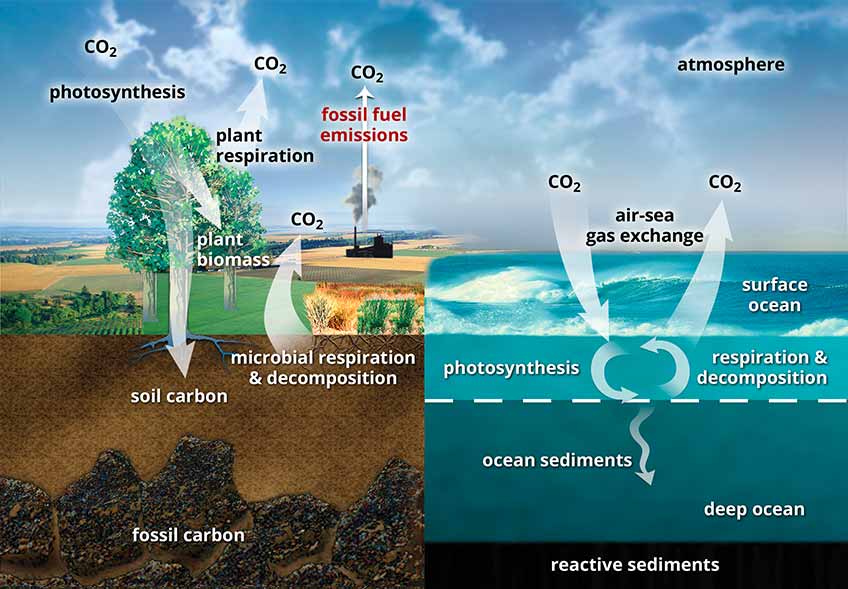 CO₂
photosynthesis
CO₂
plant
respiration
CO₂
fossil fuel
emissions
plant
biomass
CO₂
microbial respiration
& decomposition
soil carbon
fossil carbon
atmosphere
CO₂
air-sea
gas exchange
CO₂
surface
ocean
photosynthesis
respiration &
decomposition
ocean sediments
deep ocean
reactive sediments